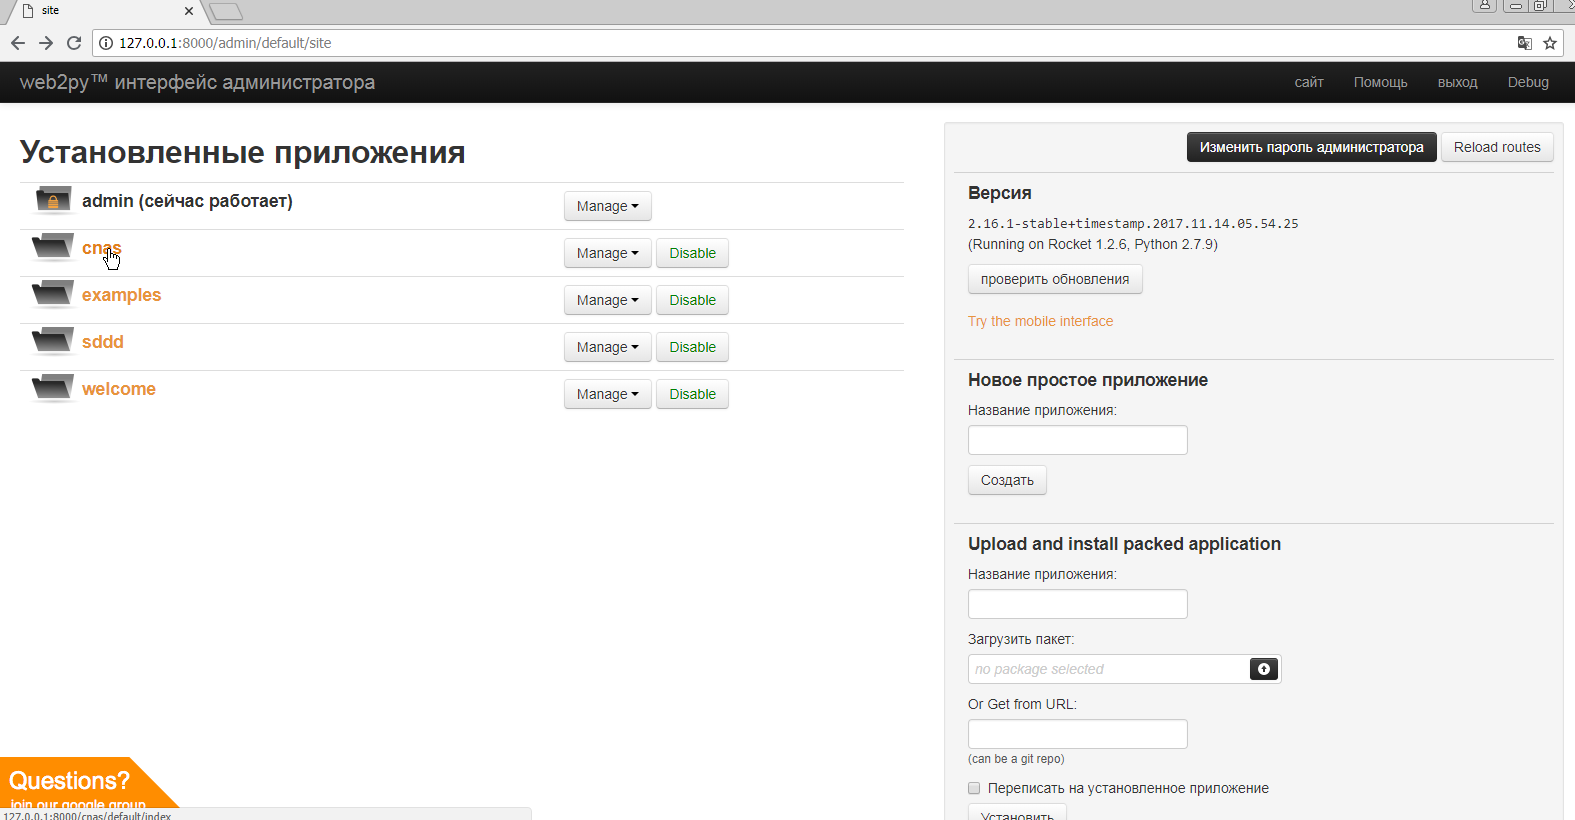 site
127.0.0.1:8000/admin/default/site
web2py™ интерфейс администратора
сайт Помощь выход Debug
Установленные приложения
admin (сейчас работает) Manage
cnas Manage Disable
examples Manage Disable
sddd Manage Disable
welcome Manage Disable
Изменить пароль администратора Reload routes
Версия
2.16.1-stable+timestamp.2017.11.14.05.54.25
(Running on Rocket 1.2.6, Python 2.7.9)
проверить обновления
Try the mobile interface
Новое простое приложение
Название приложения:
Создать
Upload and install packed application
Название приложения:
Загрузить пакет:
no package selected
Or Get from URL:
(can be a git repo)
Переписать на установленное приложение
Установить
Questions?
join our google group
127.0.0.1:8000/cnas/default/index